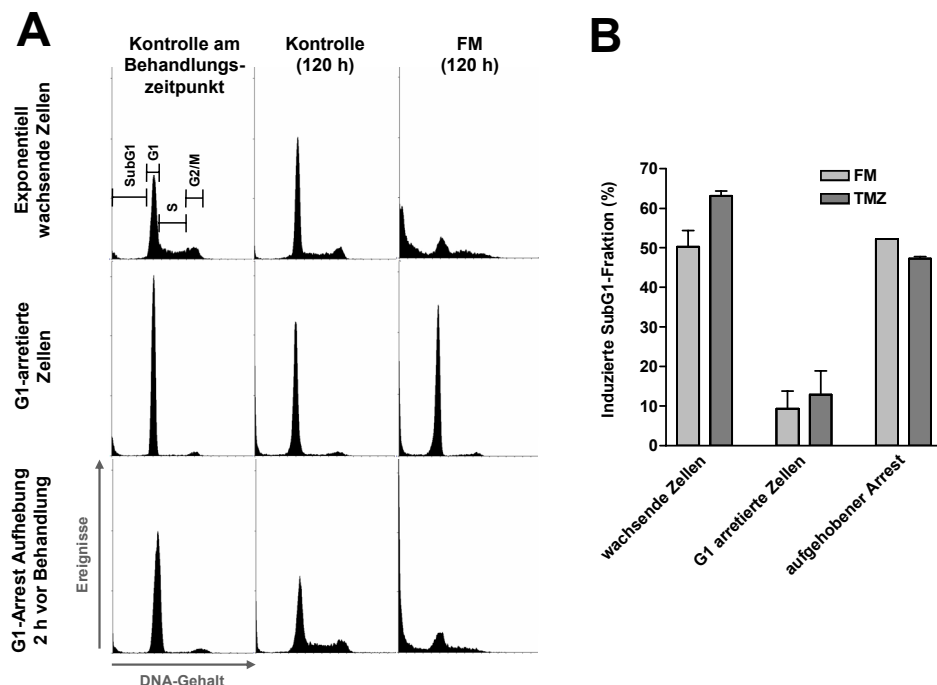 A
Kontrolle am
Behandlungs-
zeitpunkt
Kontrolle
(120 h)
FM
(120 h)
Exponentiell
wachsende Zellen
SubG1
G1
S
G2/M
G1-arretierte
Zellen
G1-Arrest Aufhebung
2 h vor Behandlung
Ereignisse
DNA-Gehalt
B
Induzierte SubG1-Fraktion (%)
70
60
50
40
30
20
10
0
FM
TMZ
wachsende Zellen
G1 arretierte Zellen
aufgehobener Arrest